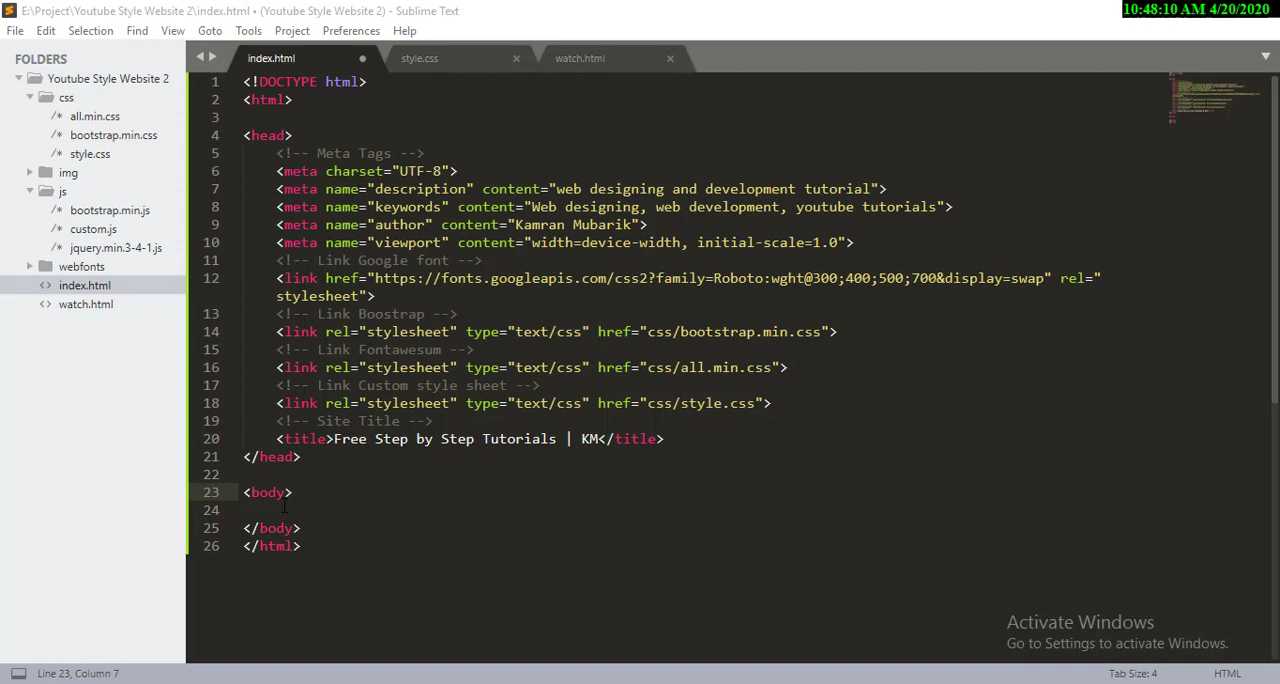 E:\Project\Youtube Style Website 2\index.html • (Youtube Style Website 2) - Sublime Text
10:48:10 AM 4/20/2020
File Edit Selection Find View Goto Tools Project Preferences Help
FOLDERS
Youtube Style Website 2
css
/* all.min.css
/* bootstrap.min.css
/* style.css
img
js
/* bootstrap.min.js
/* custom.js
/* jquery.min.3-4-1.js
webfonts
<> index.html
<> watch.html
index.html style.css watch.html
1 <!DOCTYPE html>
2 <html>
3
4 <head>
5 <!-- Meta Tags -->
6 <meta charset="UTF-8">
7 <meta name="description" content="web designing and development tutorial">
8 <meta name="keywords" content="Web designing, web development, youtube tutorials">
9 <meta name="author" content="Kamran Mubarik">
10 <meta name="viewport" content="width=device-width, initial-scale=1.0">
11 <!-- Link Google font -->
12 <link href="https://fonts.googleapis.com/css2?family=Roboto:wght@300;400;500;700&display=swap" rel="
stylesheet">
13 <!-- Link Boostrap -->
14 <link rel="stylesheet" type="text/css" href="css/bootstrap.min.css">
15 <!-- Link Fontawesum -->
16 <link rel="stylesheet" type="text/css" href="css/all.min.css">
17 <!-- Link Custom style sheet -->
18 <link rel="stylesheet" type="text/css" href="css/style.css">
19 <!-- Site Title -->
20 <title>Free Step by Step Tutorials | KM</title>
21 </head>
22
23 <body>
24
25 </body>
26 </html>
Activate Windows
Go to Settings to activate Windows.
Line 23, Column 7 Tab Size: 4 HTML